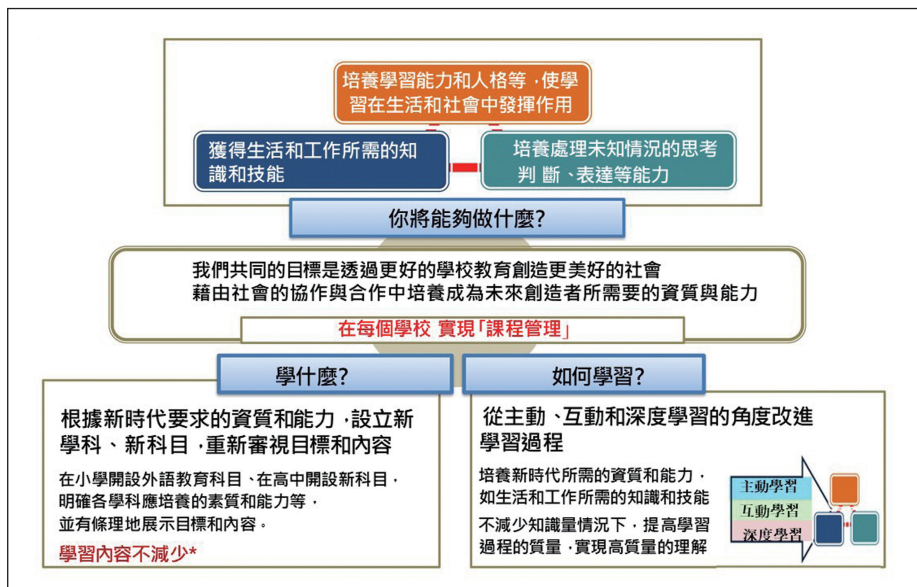 培養學習能力和人格等，使學
習在生活和社會中發揮作用
獲得生活和工作所需的知
識和技能
培養處理未知情況的思考
判 斷、表達等能力
你將能夠做什麼?
我們共同的目標是透過更好的學校教育創造更美好的社會
藉由社會的協作與合作中培養成為未來創造者所需要的資質與能力
在每個學校 實現「課程管理」
學什麼?
根據新時代要求的資質和能力，設立新
學科、新科目，重新審視目標和內容
在小學開設外語教育科目、在高中開設新科目，
明確各學科應培養的素質和能力等，
並有條理地展示目標和內容。
學習內容不減少*
如何學習?
從主動、互動和深度學習的角度改進
學習過程
培養新時代所需的資質和能力，
如生活和工作所需的知識和技能
不減少知識量情況下，提高學習
過程的質量，實現高質量的理解
主動學習
互動學習
深度學習